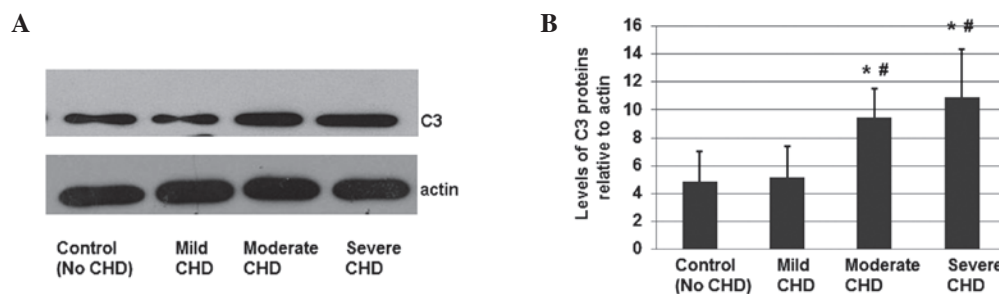 A
C3
actin
Control
(No CHD)
Mild
CHD
Moderate
CHD
Severe
CHD
B
Levels of C3 proteins
relative to actin
16
14
12
10
8
6
4
2
0
* #
* #
Control
(No CHD)
Mild
CHD
Moderate
CHD
Severe
CHD